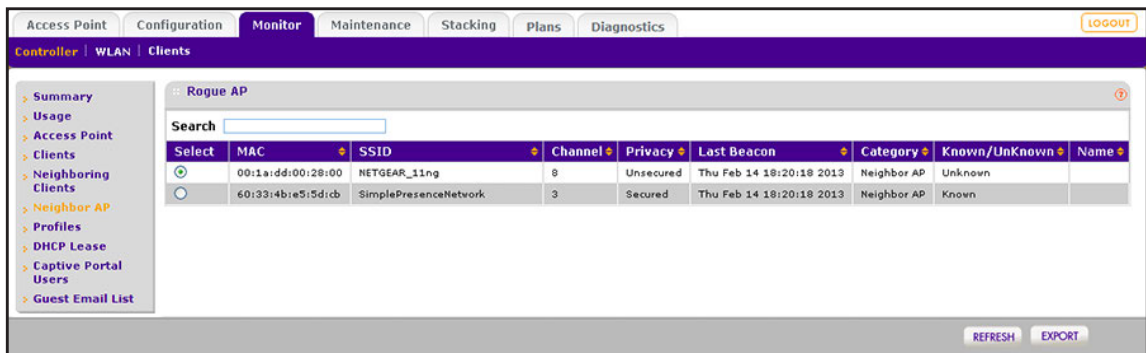 Access Point Configuration Monitor Maintenance Stacking Plans Diagnostics LOGOUT
Controller | WLAN | Clients
Summary
Usage
Access Point
Clients
Neighboring
Clients
Neighbor AP
Profiles
DHCP Lease
Captive Portal
Users
Guest Email List
Rogue AP ?
Search
Select MAC SSID Channel Privacy Last Beacon Category Known/UnKnown Name
00:1a:dd:00:28:00 NETGEAR_11ng 8 Unsecured Thu Feb 14 18:20:18 2013 Neighbor AP Unknown
60:33:4b:e5:5d:cb SimplePresenceNetwork 3 Secured Thu Feb 14 18:20:18 2013 Neighbor AP Known
REFRESH EXPORT